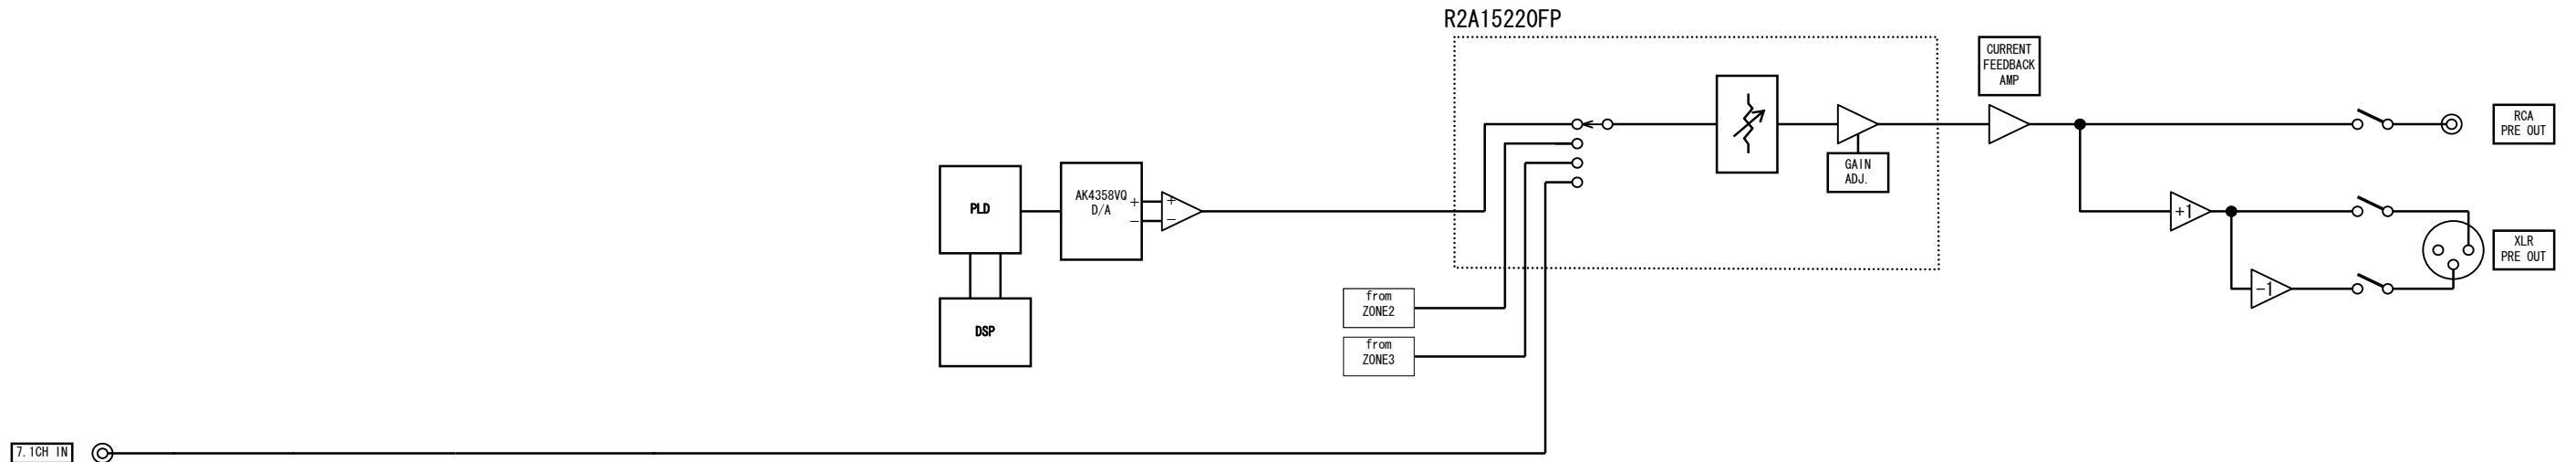 R2A15220FP
CURRENT
FEEDBACK
AMP
RCA
PRE OUT
GAIN
ADJ.
PLD
AK4358VQ
D/A
+
-
+
-
+1
XLR
PRE OUT
-1
from
ZONE2
DSP
from
ZONE3
7.1CH IN